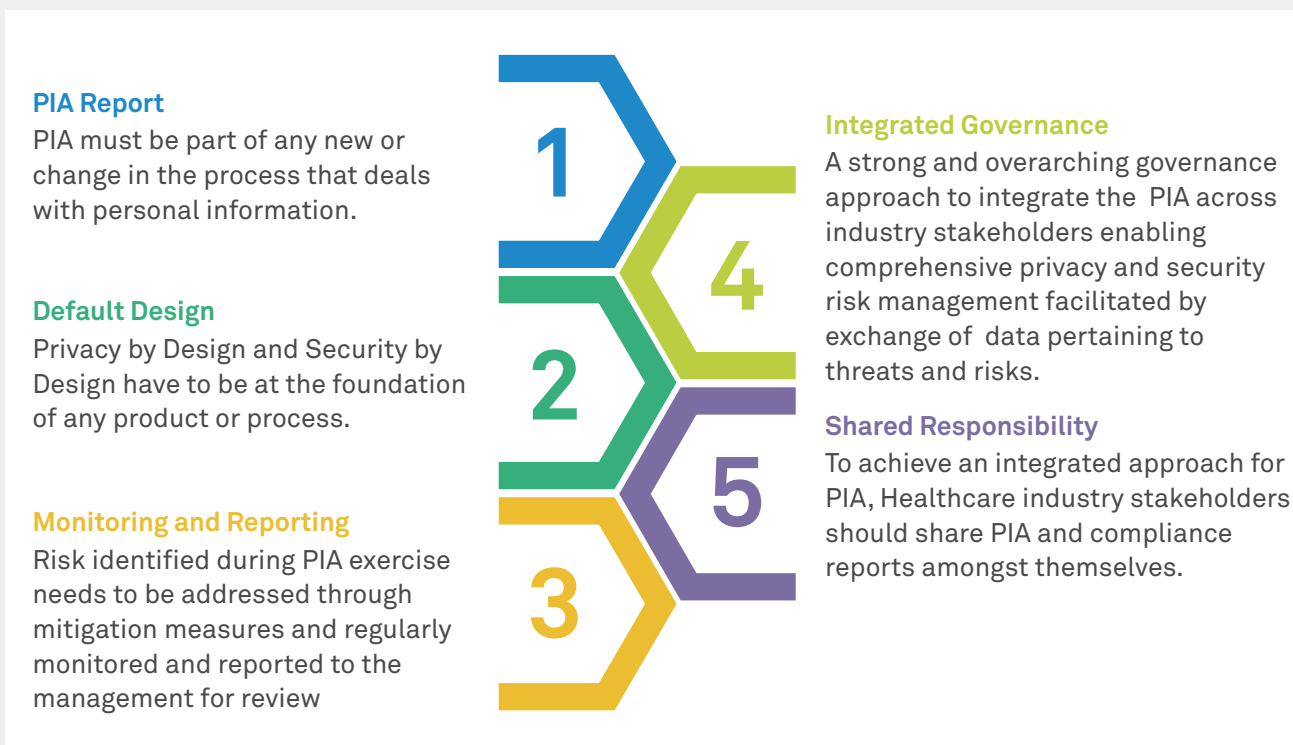 PIA Report
PIA must be part of any new or
change in the process that deals
with personal information.
1
Default Design
Privacy by Design and Security by
Design have to be at the foundation
of any product or process.
2
Monitoring and Reporting
Risk identified during PIA exercise
needs to be addressed through
mitigation measures and regularly
monitored and reported to the
management for review
3
Integrated Governance
A strong and overarching governance
approach to integrate the  PIA across
industry stakeholders enabling
comprehensive privacy and security
risk management facilitated by
exchange of  data pertaining to
threats and risks.
4
Shared Responsibility
To achieve an integrated approach for
PIA, Healthcare industry stakeholders
should share PIA and compliance
reports amongst themselves.
5